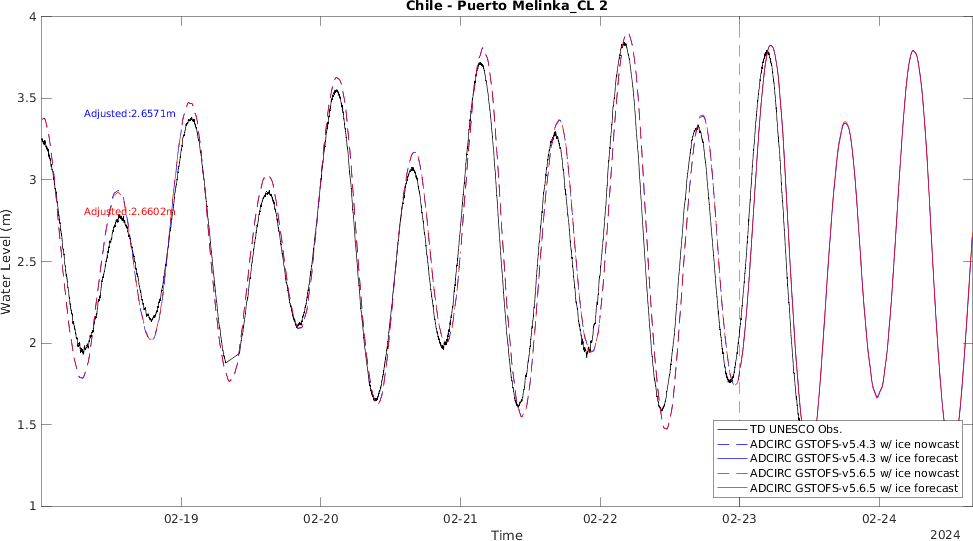 Chile - Puerto Melinka_CL 2
4
3.5
3
2.5
2
1.5
1
Water Level (m)
Adjusted:2.6571m
Adjusted:2.6602m
TD UNESCO Obs.
ADCIRC GSTOFS-v5.4.3 w/ ice nowcast
ADCIRC GSTOFS-v5.4.3 w/ ice forecast
ADCIRC GSTOFS-v5.6.5 w/ ice nowcast
ADCIRC GSTOFS-v5.6.5 w/ ice forecast
02-19
02-20
02-21
02-22
02-23
02-24
Time
2024